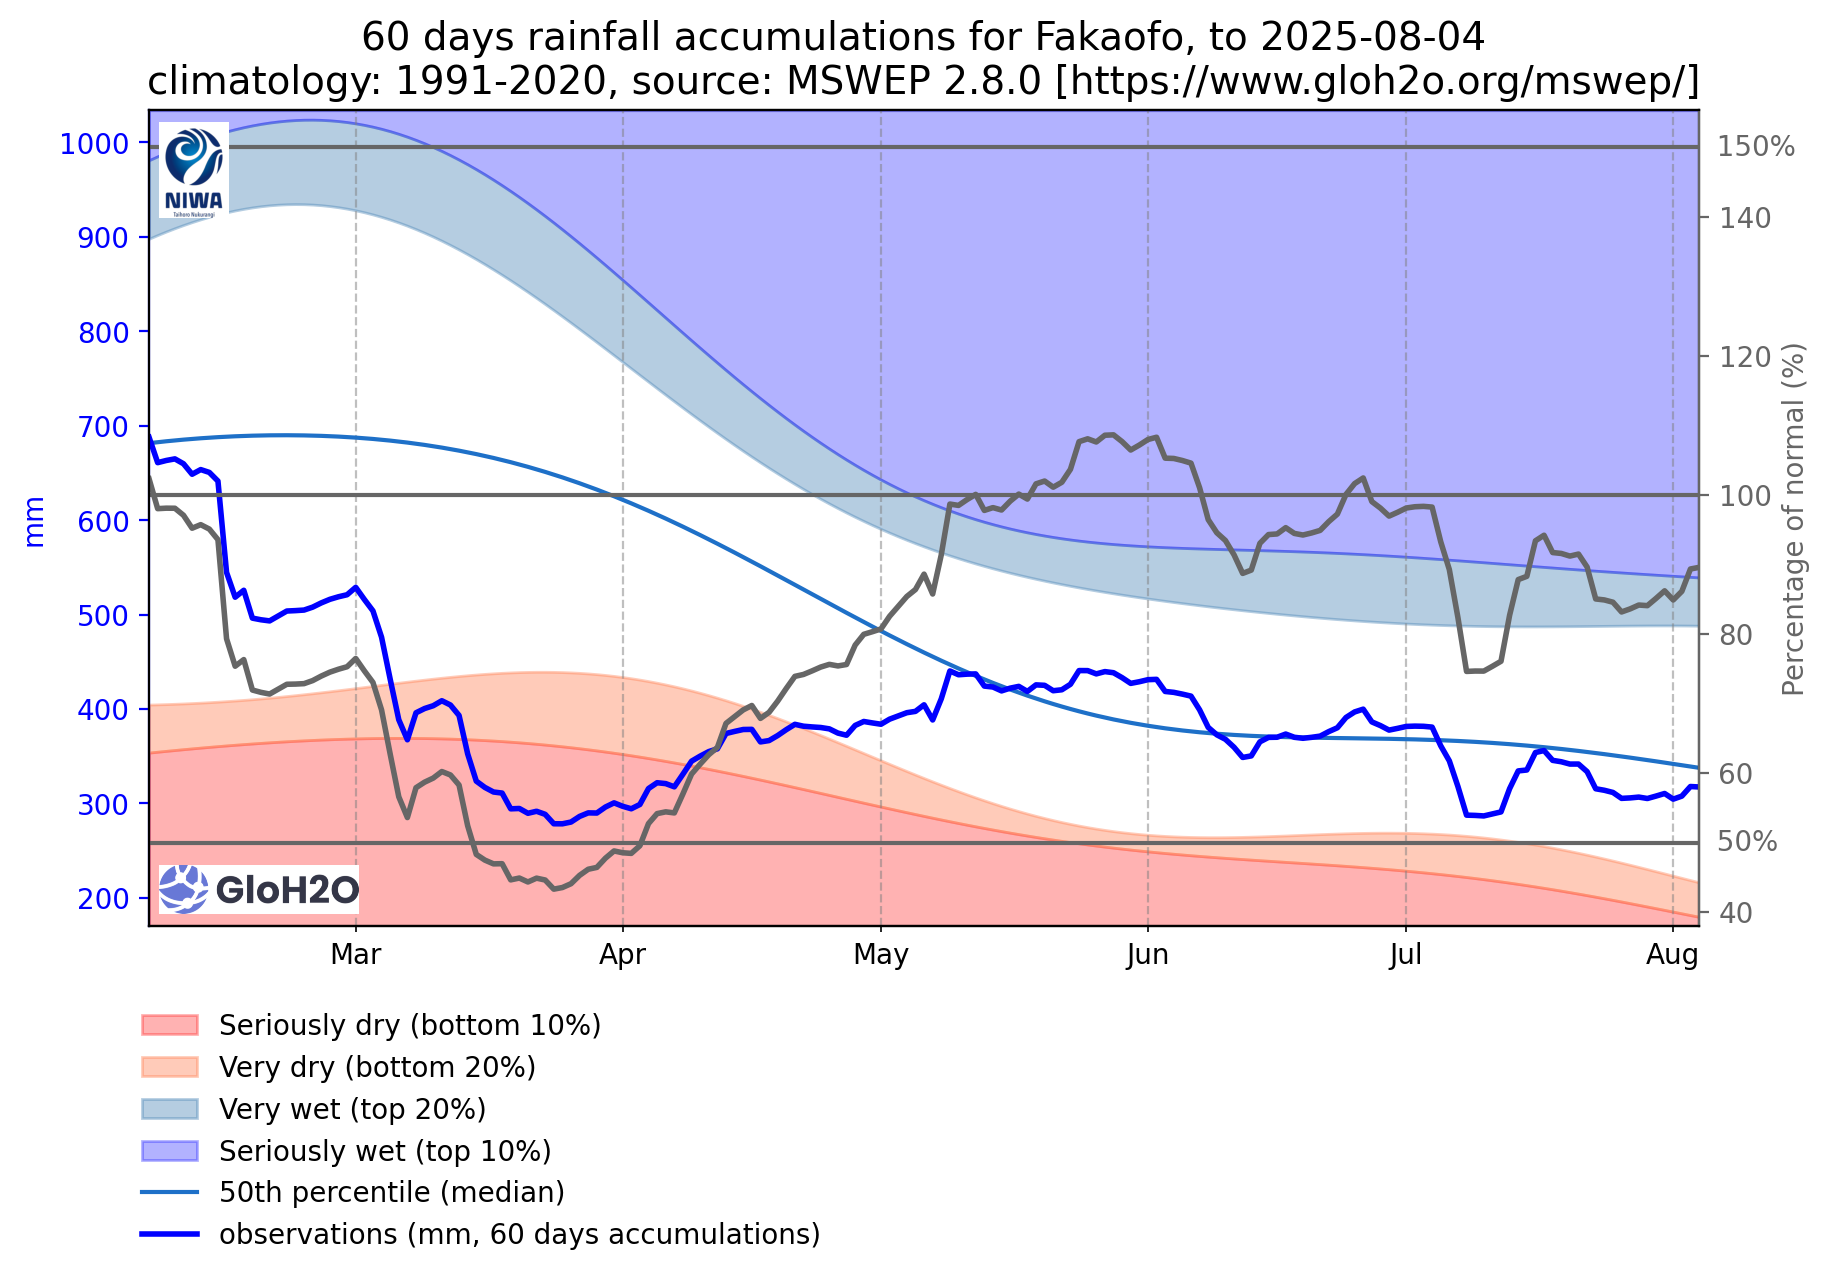 60 days rainfall accumulations for Fakaofo, to 2025-08-04
climatology: 1991-2020, source: MSWEP 2.8.0 [https://www.gloh2o.org/mswep/]
1000
900
800
700
600
500
400
300
200
mm
NIWA
Taihoro Nukurangi
GloH2O
150%
140
120
100
80
60
50%
40
Percentage of normal (%)
Mar
Apr
May
Jun
Jul
Aug
Seriously dry (bottom 10%)
Very dry (bottom 20%)
Very wet (top 20%)
Seriously wet (top 10%)
50th percentile (median)
observations (mm, 60 days accumulations)